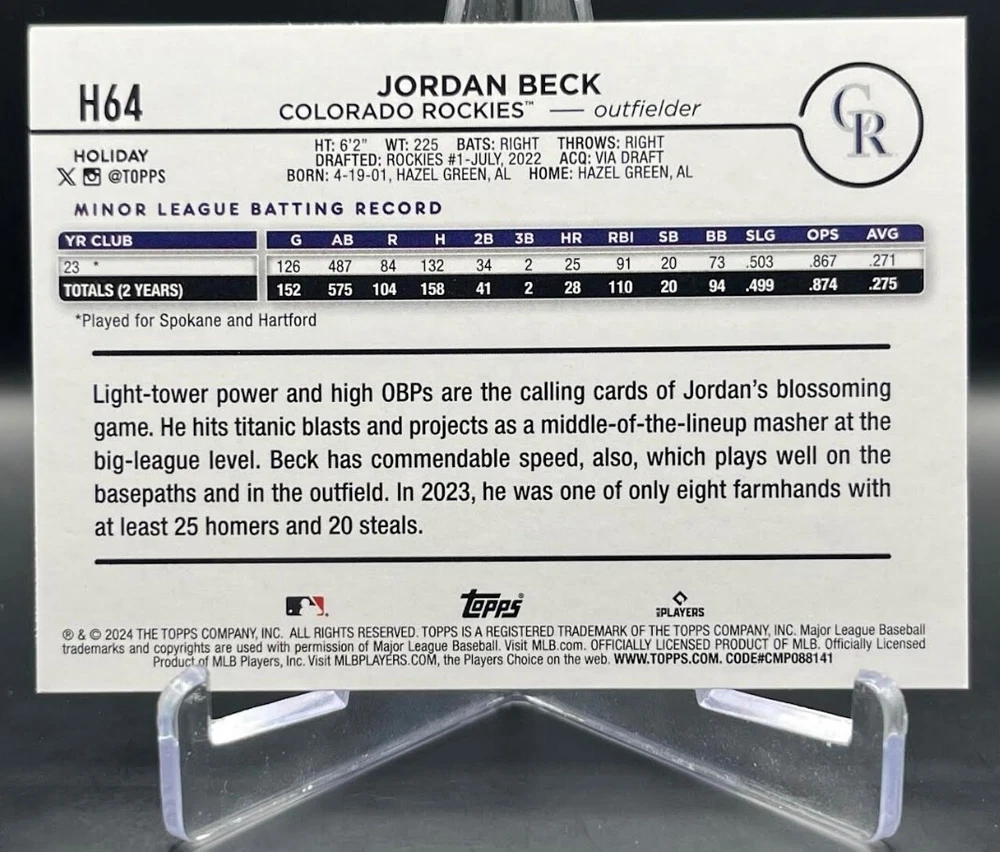 H64
JORDAN BECK
COLORADO ROCKIES™ — outfielder
CR
HOLIDAY
X @TOPPS
HT: 6'2" WT: 225 BATS: RIGHT THROWS: RIGHT
DRAFTED: ROCKIES #1-JULY, 2022 ACQ: VIA DRAFT
BORN: 4-19-01, HAZEL GREEN, AL HOME: HAZEL GREEN, AL
MINOR LEAGUE BATTING RECORD
YR CLUB G AB R H 2B 3B HR RBI SB BB SLG OPS AVG
23 * 126 487 84 132 34 2 25 91 20 73 .503 .867 .271
TOTALS (2 YEARS) 152 575 104 158 41 2 28 110 20 94 .499 .874 .275
*Played for Spokane and Hartford
Light-tower power and high OBPs are the calling cards of Jordan's blossoming
game. He hits titanic blasts and projects as a middle-of-the-lineup masher at the
big-league level. Beck has commendable speed, also, which plays well on the
basepaths and in the outfield. In 2023, he was one of only eight farmhands with
at least 25 homers and 20 steals.
Topps PLAYERS
® & © 2024 THE TOPPS COMPANY, INC. ALL RIGHTS RESERVED. TOPPS IS A REGISTERED TRADEMARK OF THE TOPPS COMPANY, INC. Major League Baseball
trademarks and copyrights are used with permission of Major League Baseball. Visit MLB.com. OFFICIALLY LICENSED PRODUCT OF MLB. Officially Licensed
Product of MLB Players, Inc. Visit MLBPLAYERS.COM, the Players Choice on the web. WWW.TOPPS.COM. CODE#CMP088141